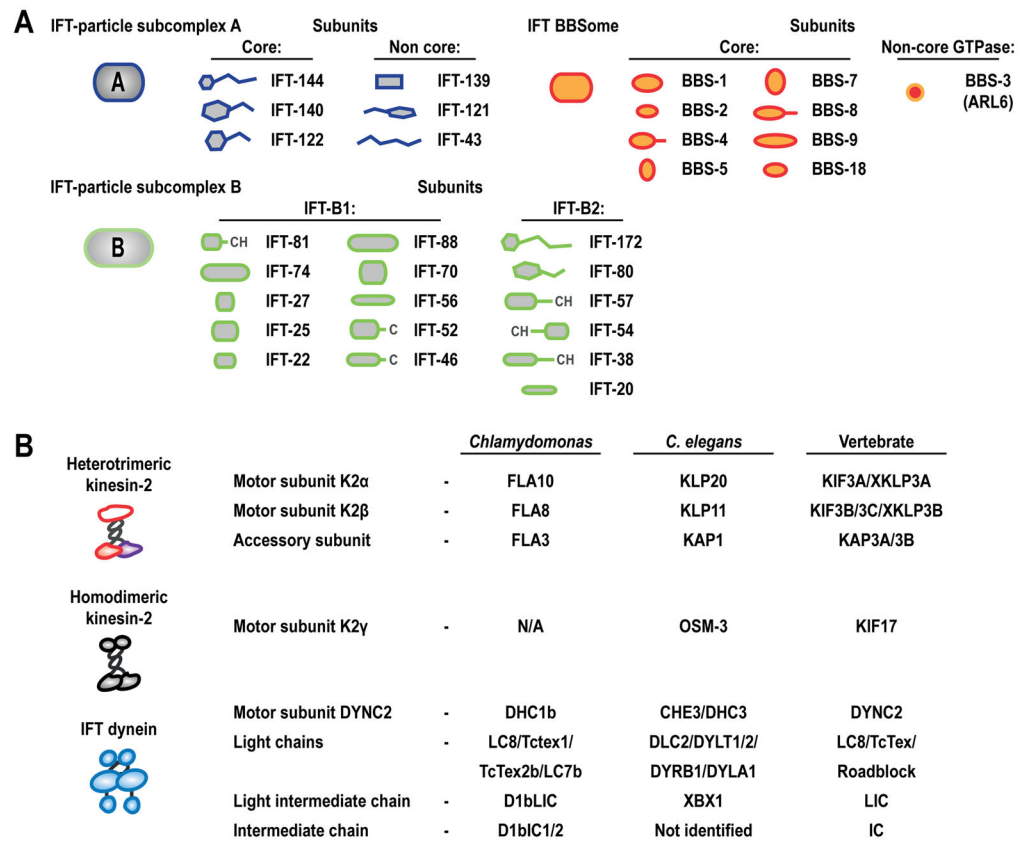 A
IFT-particle subcomplex A Subunits
Core: Non core:
A
IFT-144 IFT-139
IFT-140 IFT-121
IFT-122 IFT-43
IFT BBSome Subunits
Core: Non-core GTPase:
BBS-1 BBS-7 BBS-3
(ARL6)
BBS-2 BBS-8
BBS-4 BBS-9
BBS-5 BBS-18
IFT-particle subcomplex B Subunits
IFT-B1: IFT-B2:
B
CH IFT-81 IFT-88 IFT-172
IFT-74 IFT-70 IFT-80
IFT-27 IFT-56 CH IFT-57
IFT-25 C IFT-52 CH IFT-54
IFT-22 C IFT-46 CH IFT-38
IFT-20
B
Chlamydomonas C. elegans Vertebrate
Heterotrimeric
kinesin-2
Motor subunit K2α - FLA10 KLP20 KIF3A/XKLP3A
Motor subunit K2β - FLA8 KLP11 KIF3B/3C/XKLP3B
Accessory subunit - FLA3 KAP1 KAP3A/3B
Homodimeric
kinesin-2
Motor subunit K2γ - N/A OSM-3 KIF17
IFT dynein
Motor subunit DYNC2 - DHC1b CHE3/DHC3 DYNC2
Light chains - LC8/Tctex1/ DLC2/DYLT1/2/ LC8/TcTex/
TcTex2b/LC7b DYRB1/DYLA1 Roadblock
Light intermediate chain - D1bLIC XBX1 LIC
Intermediate chain - D1bIC1/2 Not identified IC